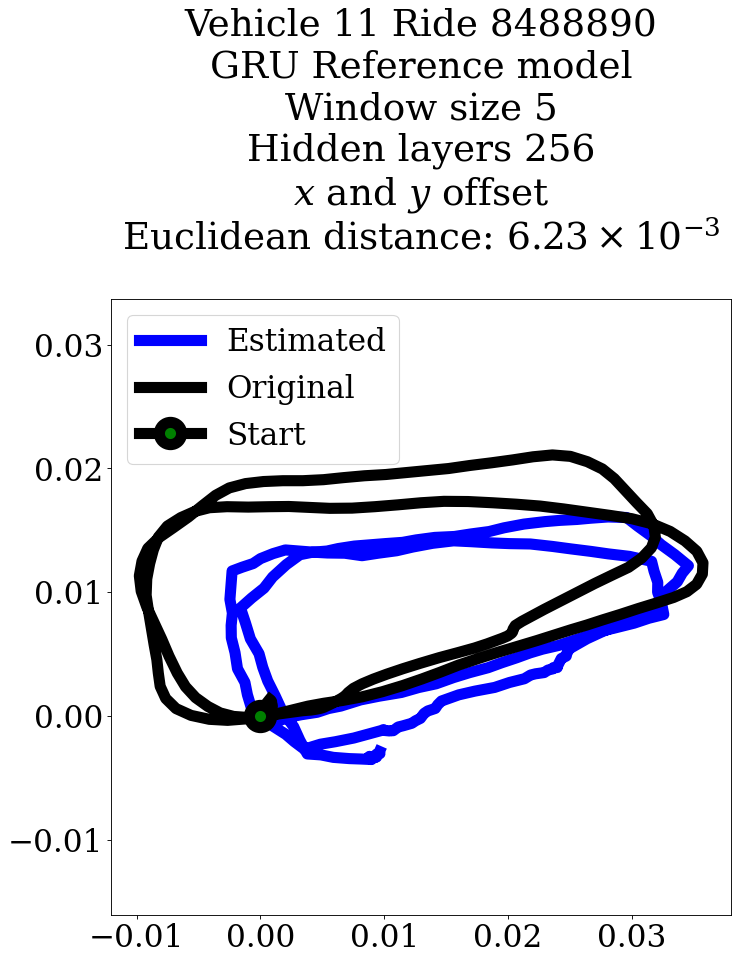 Vehicle 11 Ride 8488890
GRU Reference model
Window size 5
Hidden layers 256
x and y offset
Euclidean distance: 6.23 × 10⁻³
Estimated
Original
Start
0.03
0.02
0.01
0.00
−0.01
−0.01 0.00 0.01 0.02 0.03